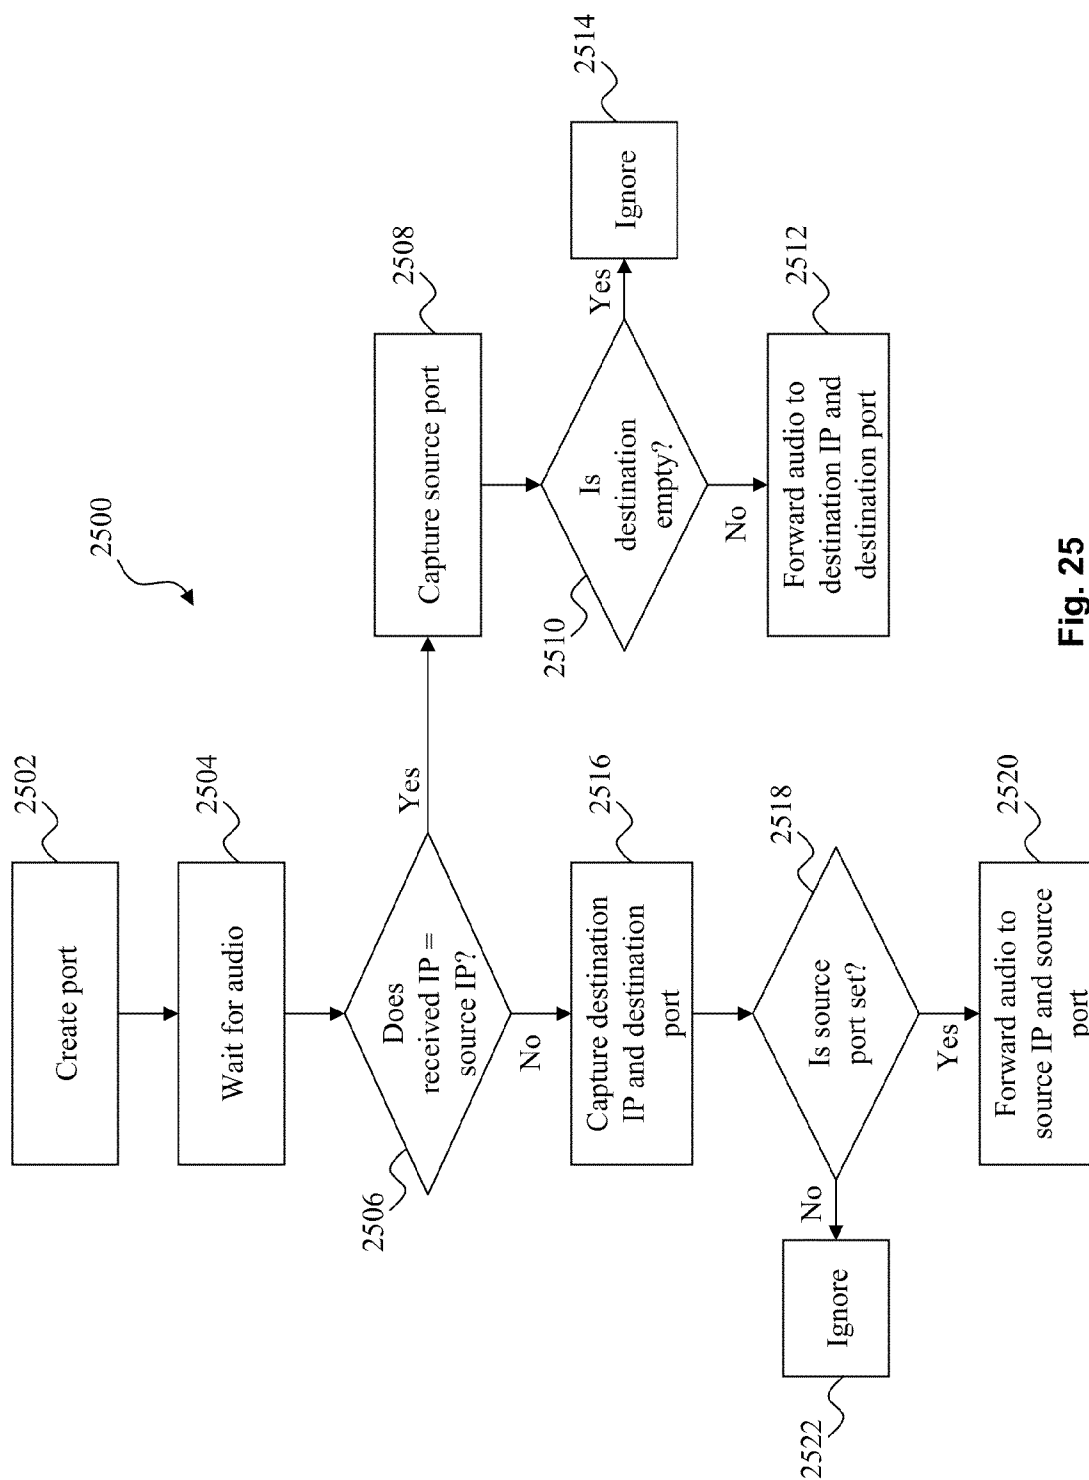 2500
2502
Create port
2504
Wait for audio
2506
Does
received IP =
source IP?
Yes
2508
Capture source port
2510
Is
destination
empty?
Yes
2514
Ignore
No
2512
Forward audio to
destination IP and
destination port
No
2516
Capture destination
IP and destination
port
2518
Is source
port set?
No
Ignore
2522
Yes
2520
Forward audio to
source IP and source
port
Fig. 25